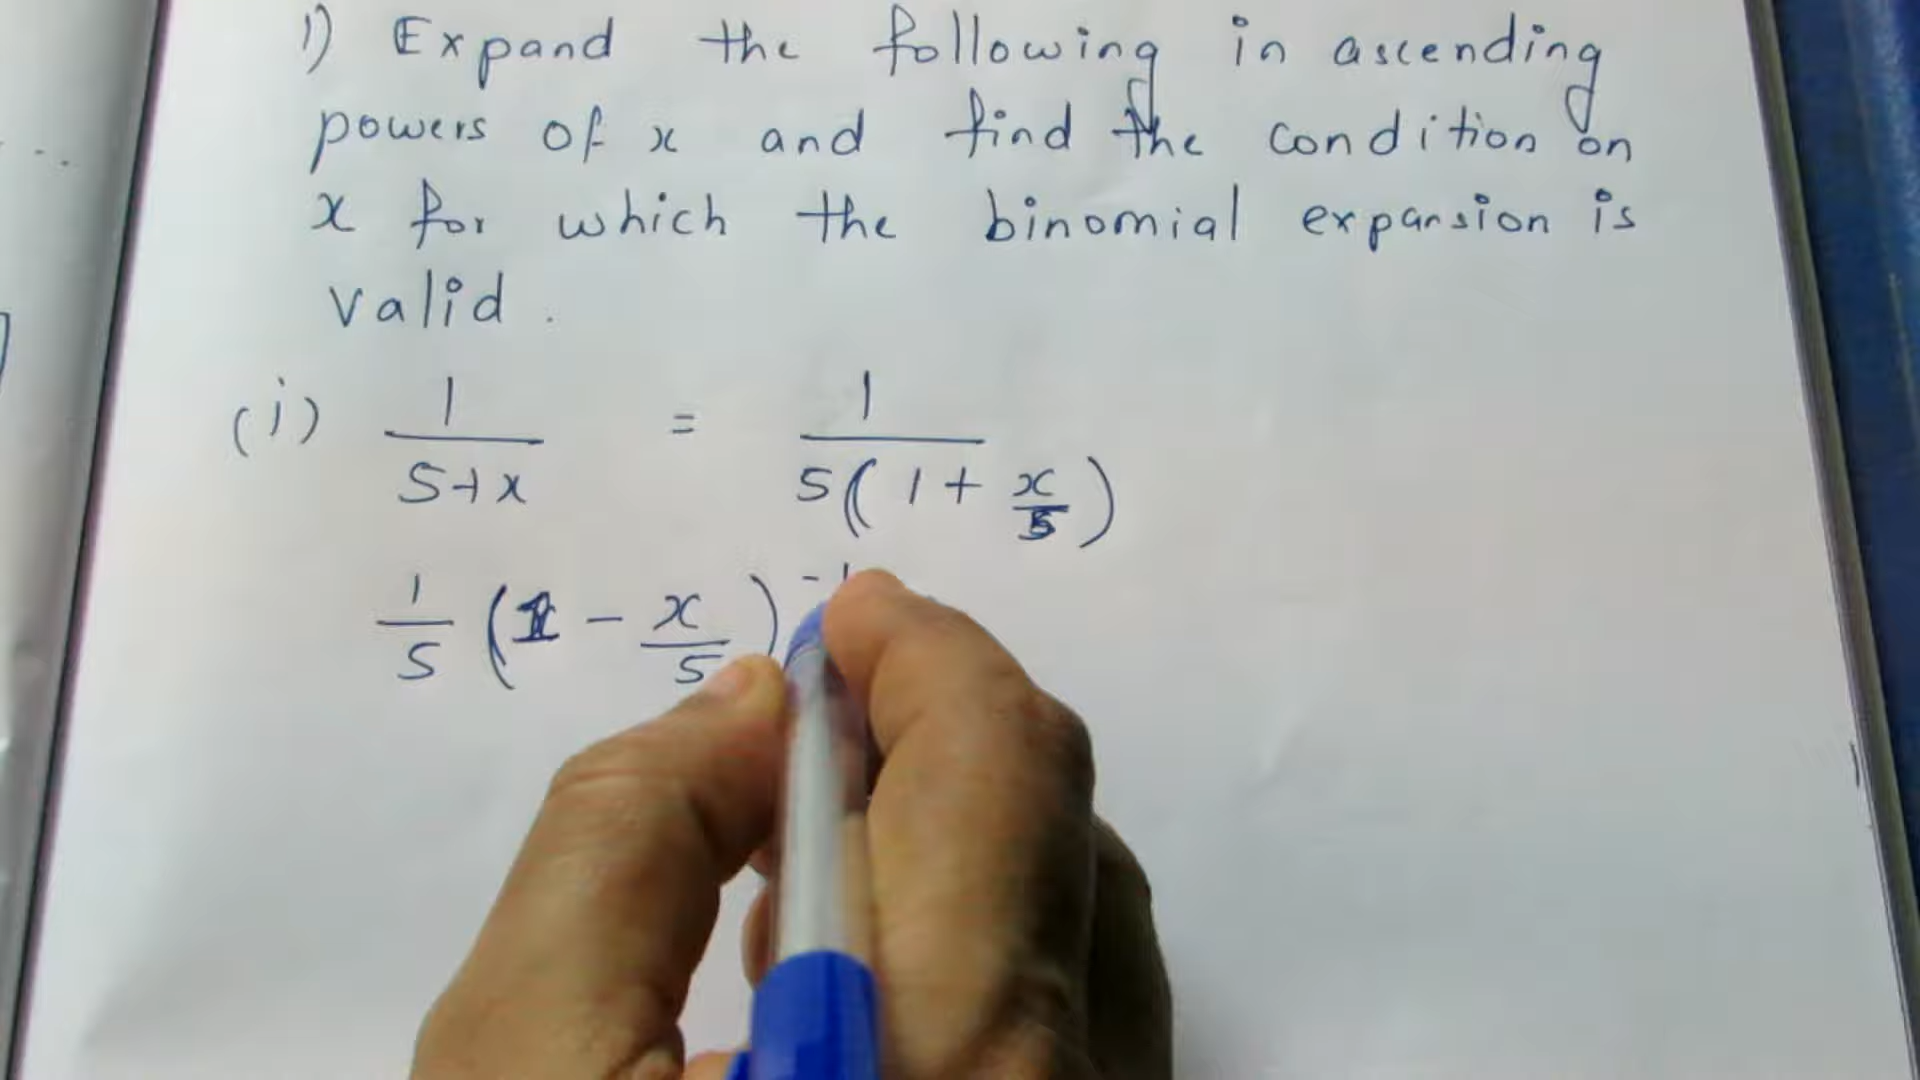 1) Expand the following in ascending
powers of x and find the condition on
x for which the binomial expansion is
valid.
(i) 1/(5+x) = 1/(5(1 + x/5))
1/5 (1 - x/5)^-1